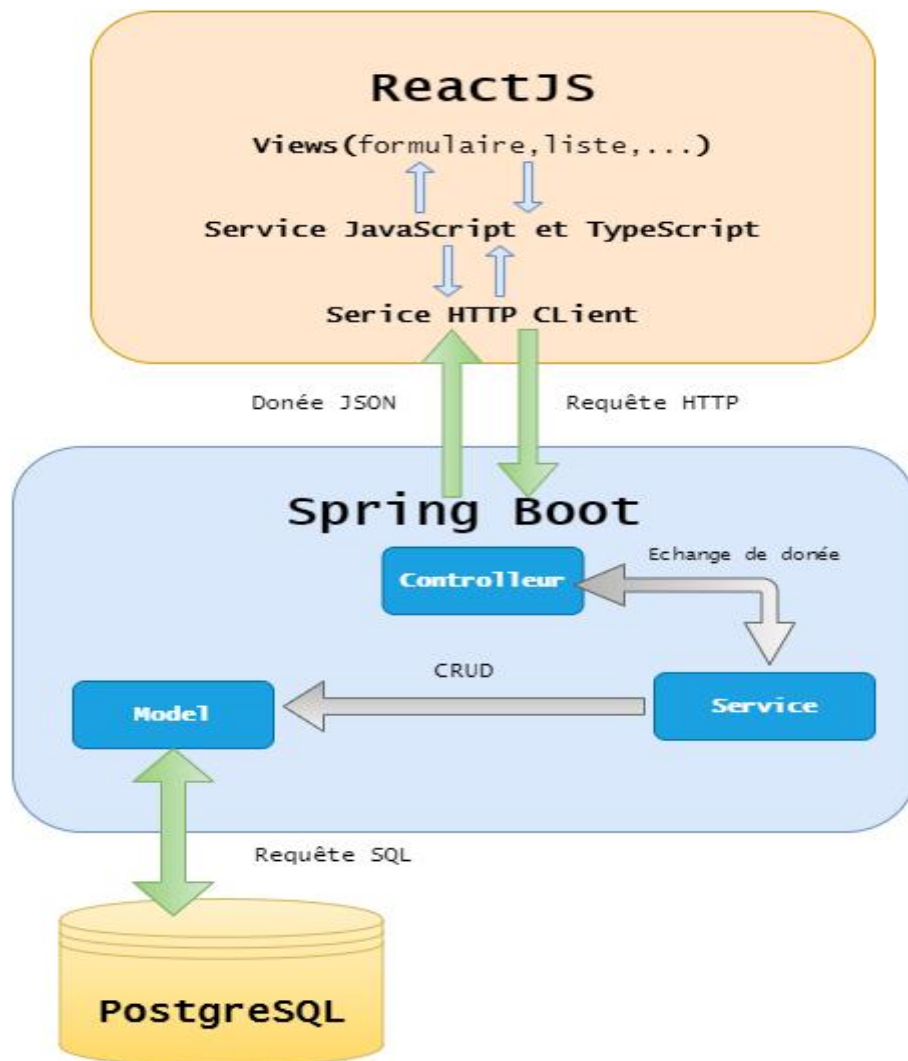 ReactJS
Views(formulaire,liste,...)
Service JavaScript et TypeScript
Serice HTTP CLient
Donée JSON
Requête HTTP
Spring Boot
Echange de donée
Controlleur
CRUD
Service
Model
Requête SQL
PostgreSQL